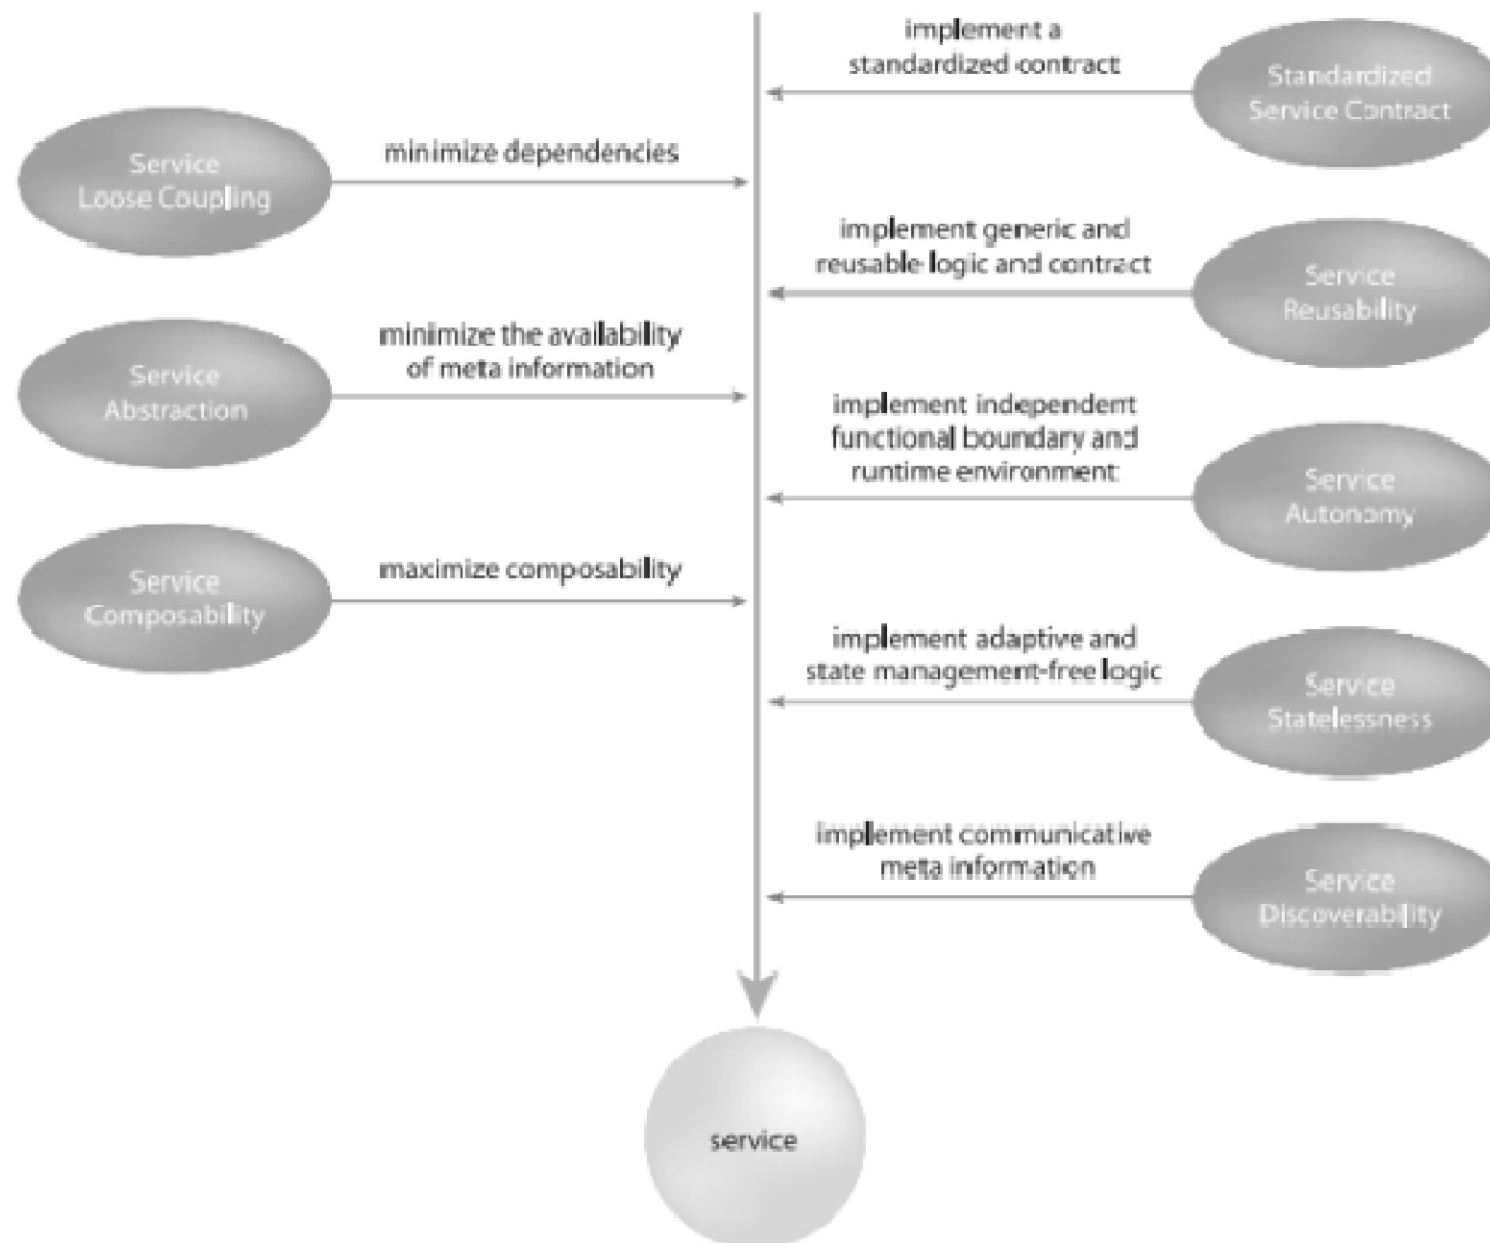 implement a
standardized contract
Standardized
Service Contract
Service
Loose Coupling
minimize dependencies
implement generic and
reusable logic and contract
Service
Reusability
Service
Abstraction
minimize the availability
of meta information
implement independent
functional boundary and
runtime environment
Service
Autonomy
Service
Composability
maximize composability
implement adaptive and
state management-free logic
Service
Statelessness
implement communicative
meta information
Service
Discoverability
service